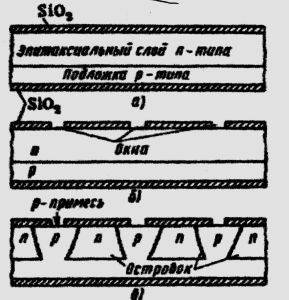 SiO₂
Эпитаксиальный слой n-типа
Подложка p-типа
а)
SiO₂
Окна
n
p
б)
p-примесь
n p n p n p n
Островок
в)